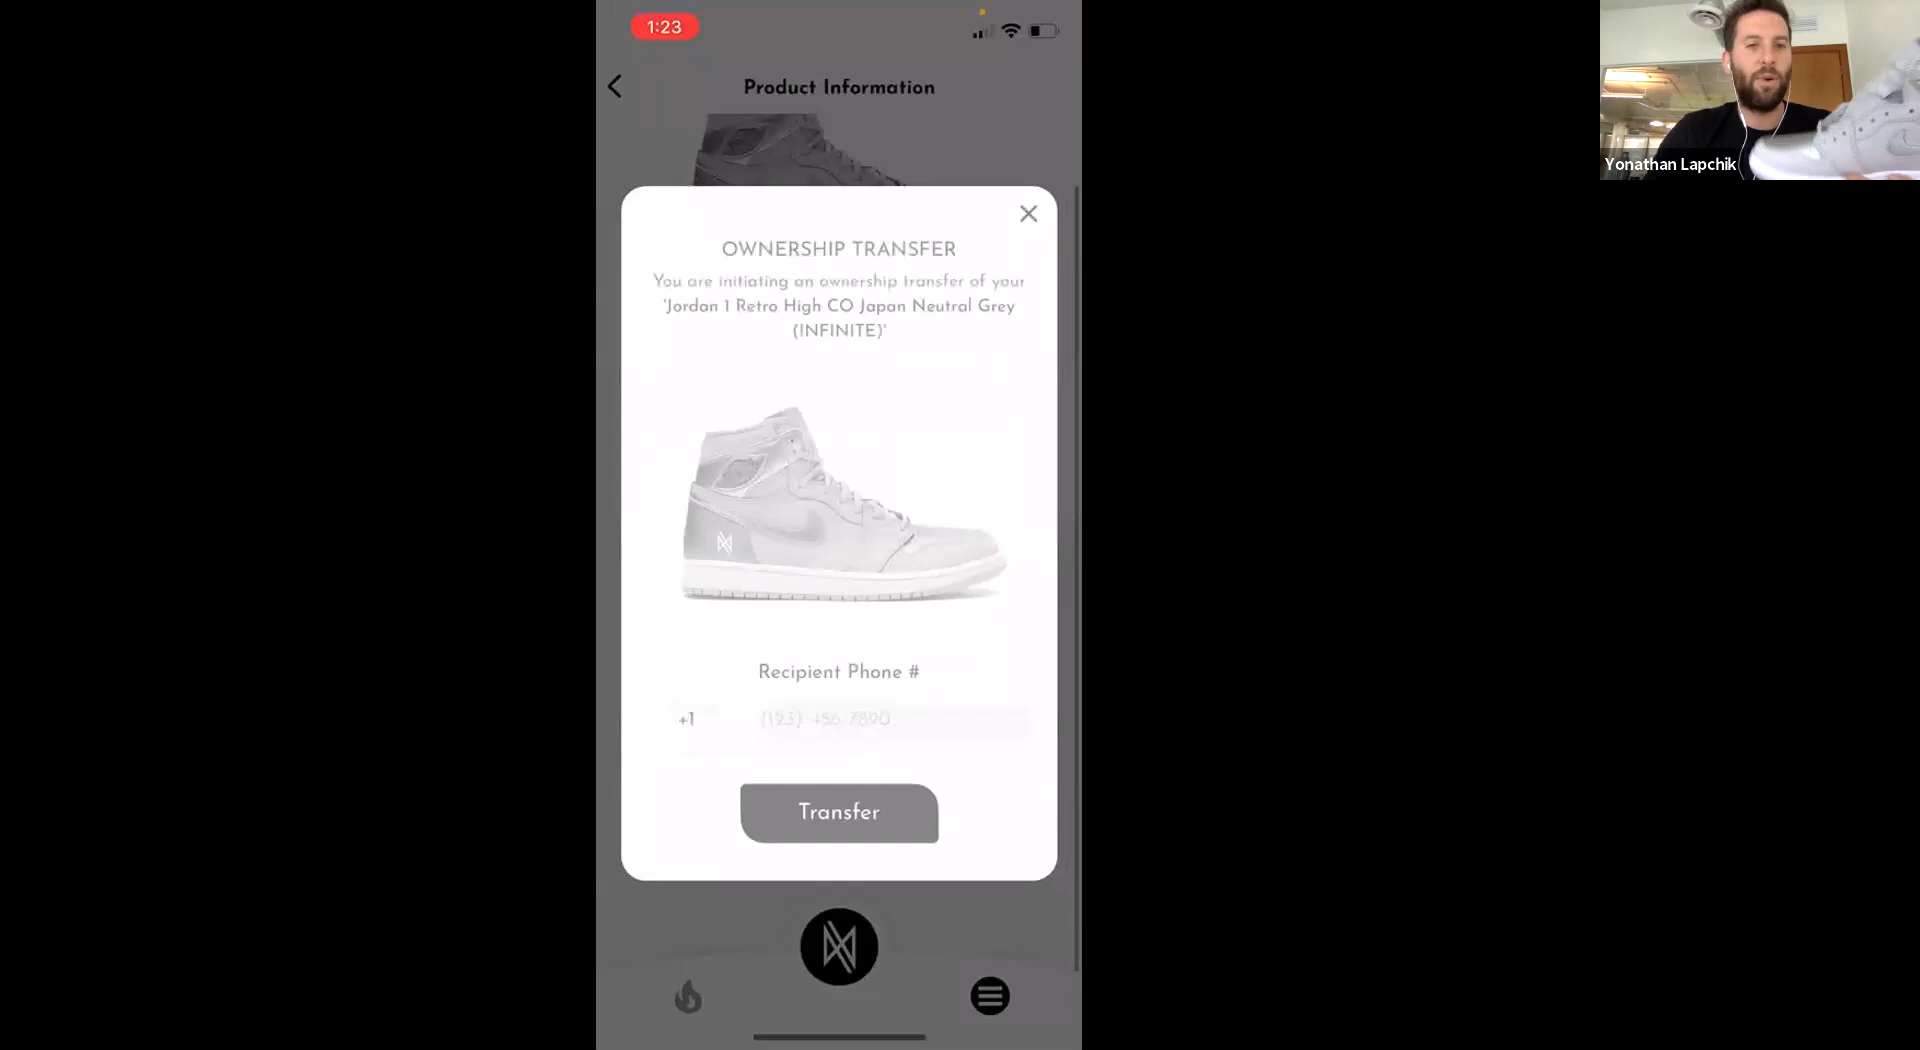 1:23
Product Information
OWNERSHIP TRANSFER
You are initiating an ownership transfer of your
'Jordan 1 Retro High CO Japan Neutral Grey
(INFINITE)'
Recipient Phone #
+1 (123) 456 7890
Transfer
Yonathan Lapchik